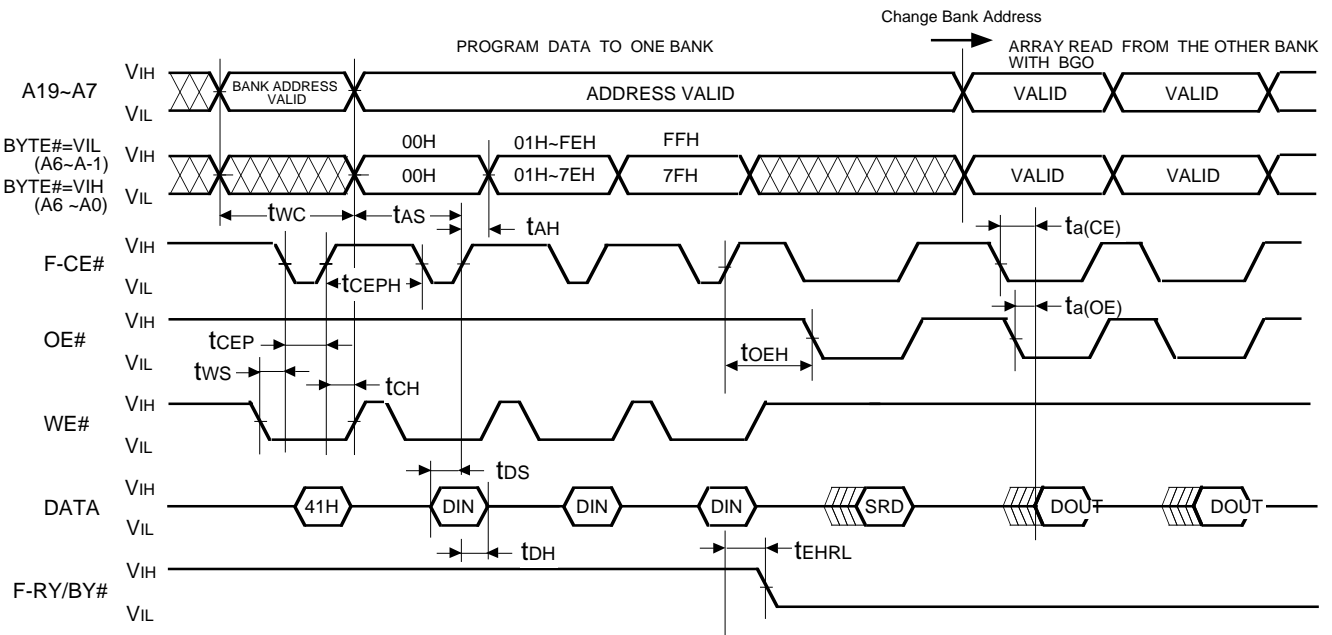 Change Bank Address
PROGRAM DATA TO ONE BANK
ARRAY READ FROM THE OTHER BANK
WITH BGO
A19~A7
VIH
VIL
BANK ADDRESS
VALID
ADDRESS VALID
VALID
VALID
BYTE#=VIL
(A6~A-1)
BYTE#=VIH
(A6 ~A0)
VIH
VIL
00H
01H~FEH
FFH
00H
01H~7EH
7FH
VALID
VALID
tWC
tAS
tAH
ta(CE)
F-CE#
VIH
VIL
tCEPH
ta(OE)
OE#
VIH
VIL
tCEP
tOEH
tWS
tCH
WE#
VIH
VIL
tDS
DATA
VIH
VIL
41H
DIN
DIN
DIN
SRD
DOUT
DOUT
tDH
tEHRL
F-RY/BY#
VIH
VIL